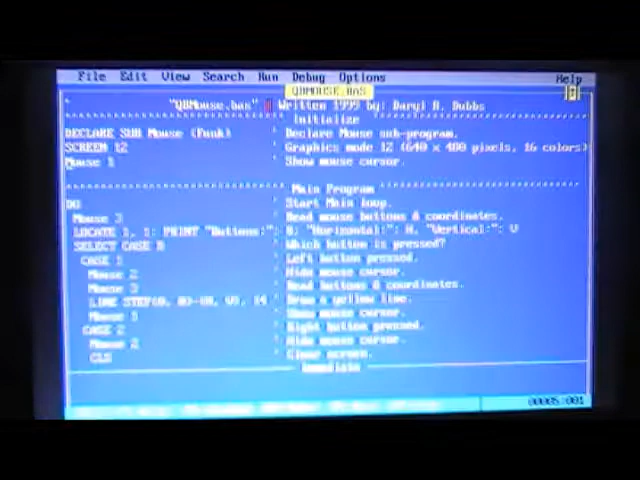 File Edit View Search Run Debug Options Help
QBMOUSE.BAS
' "QBMouse.bas" Written 1999 by: Daryl R. Dubbs
' Initialize
DECLARE SUB Mouse (Funk) ' Declare Mouse sub-program.
SCREEN 12 ' Graphics mode 12 (640 x 480 pixels, 16 colors)
Mouse 1 ' Show mouse cursor.
' Main Program
DO ' Start Main loop.
Mouse 3 ' Read mouse buttons & coordinates.
LOCATE 1, 1: PRINT "Buttons:"; B; "Horizontal:"; H, "Vertical:"; V
SELECT CASE B ' Which button is pressed?
CASE 1 ' Left button pressed.
Mouse 2 ' Hide mouse cursor.
Mouse 3 ' Read buttons & coordinates.
LINE 14 ' Draw a yellow line.
Mouse 1 ' Show mouse cursor.
CASE 2 ' Right button pressed.
Mouse 2 ' Hide mouse cursor.
CLS ' Clear screen.
Immediate
00005:001